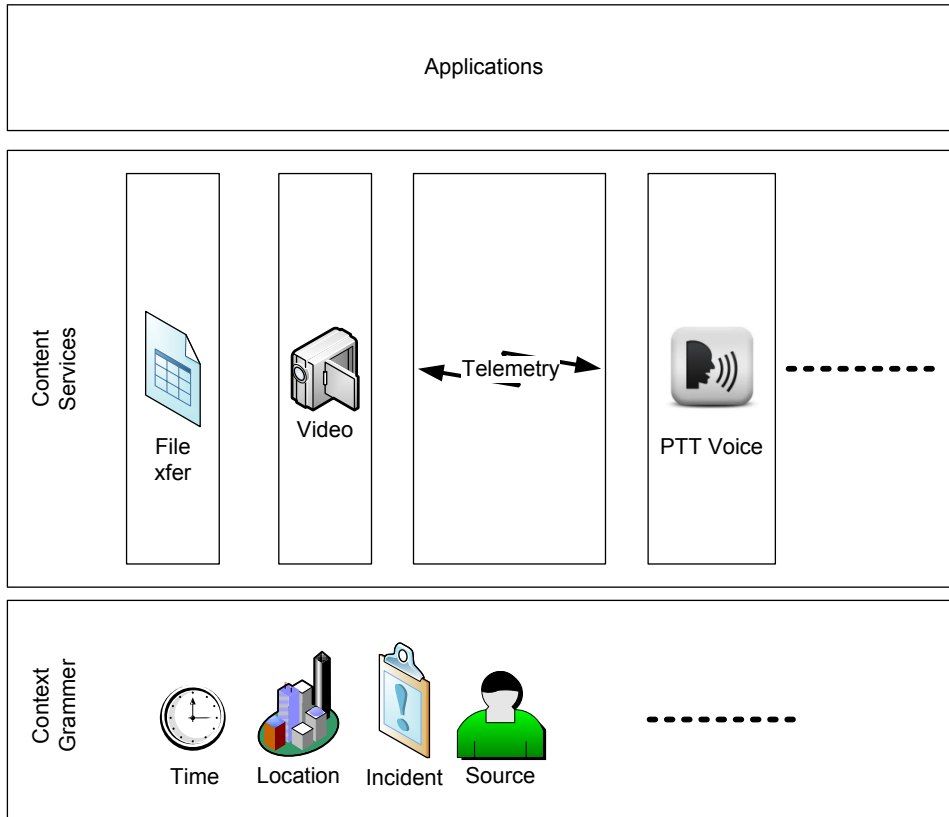 Applications
Content
Services
File
xfer
Video
Telemetry
PTT Voice
Context
Grammer
Time
Location
Incident
Source